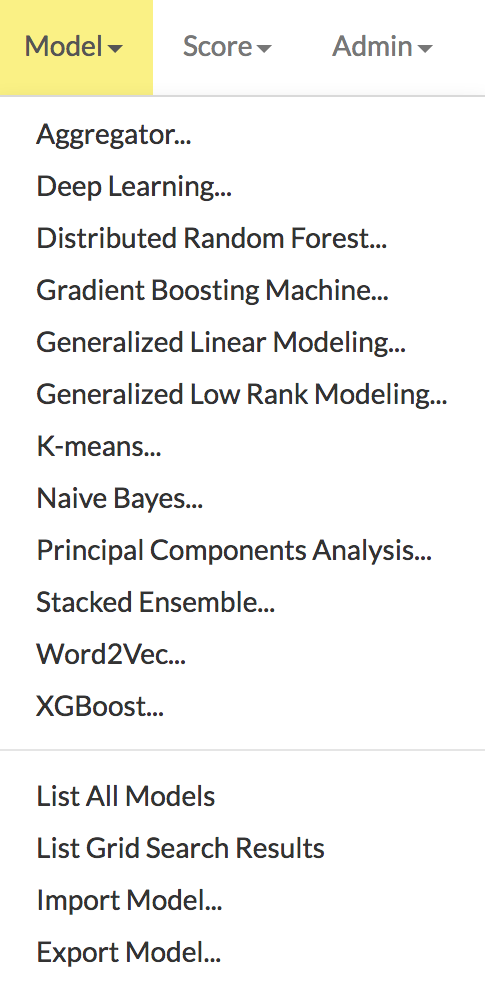 Model Score Admin
Aggregator...
Deep Learning...
Distributed Random Forest...
Gradient Boosting Machine...
Generalized Linear Modeling...
Generalized Low Rank Modeling...
K-means...
Naive Bayes...
Principal Components Analysis...
Stacked Ensemble...
Word2Vec...
XGBoost...
List All Models
List Grid Search Results
Import Model...
Export Model...